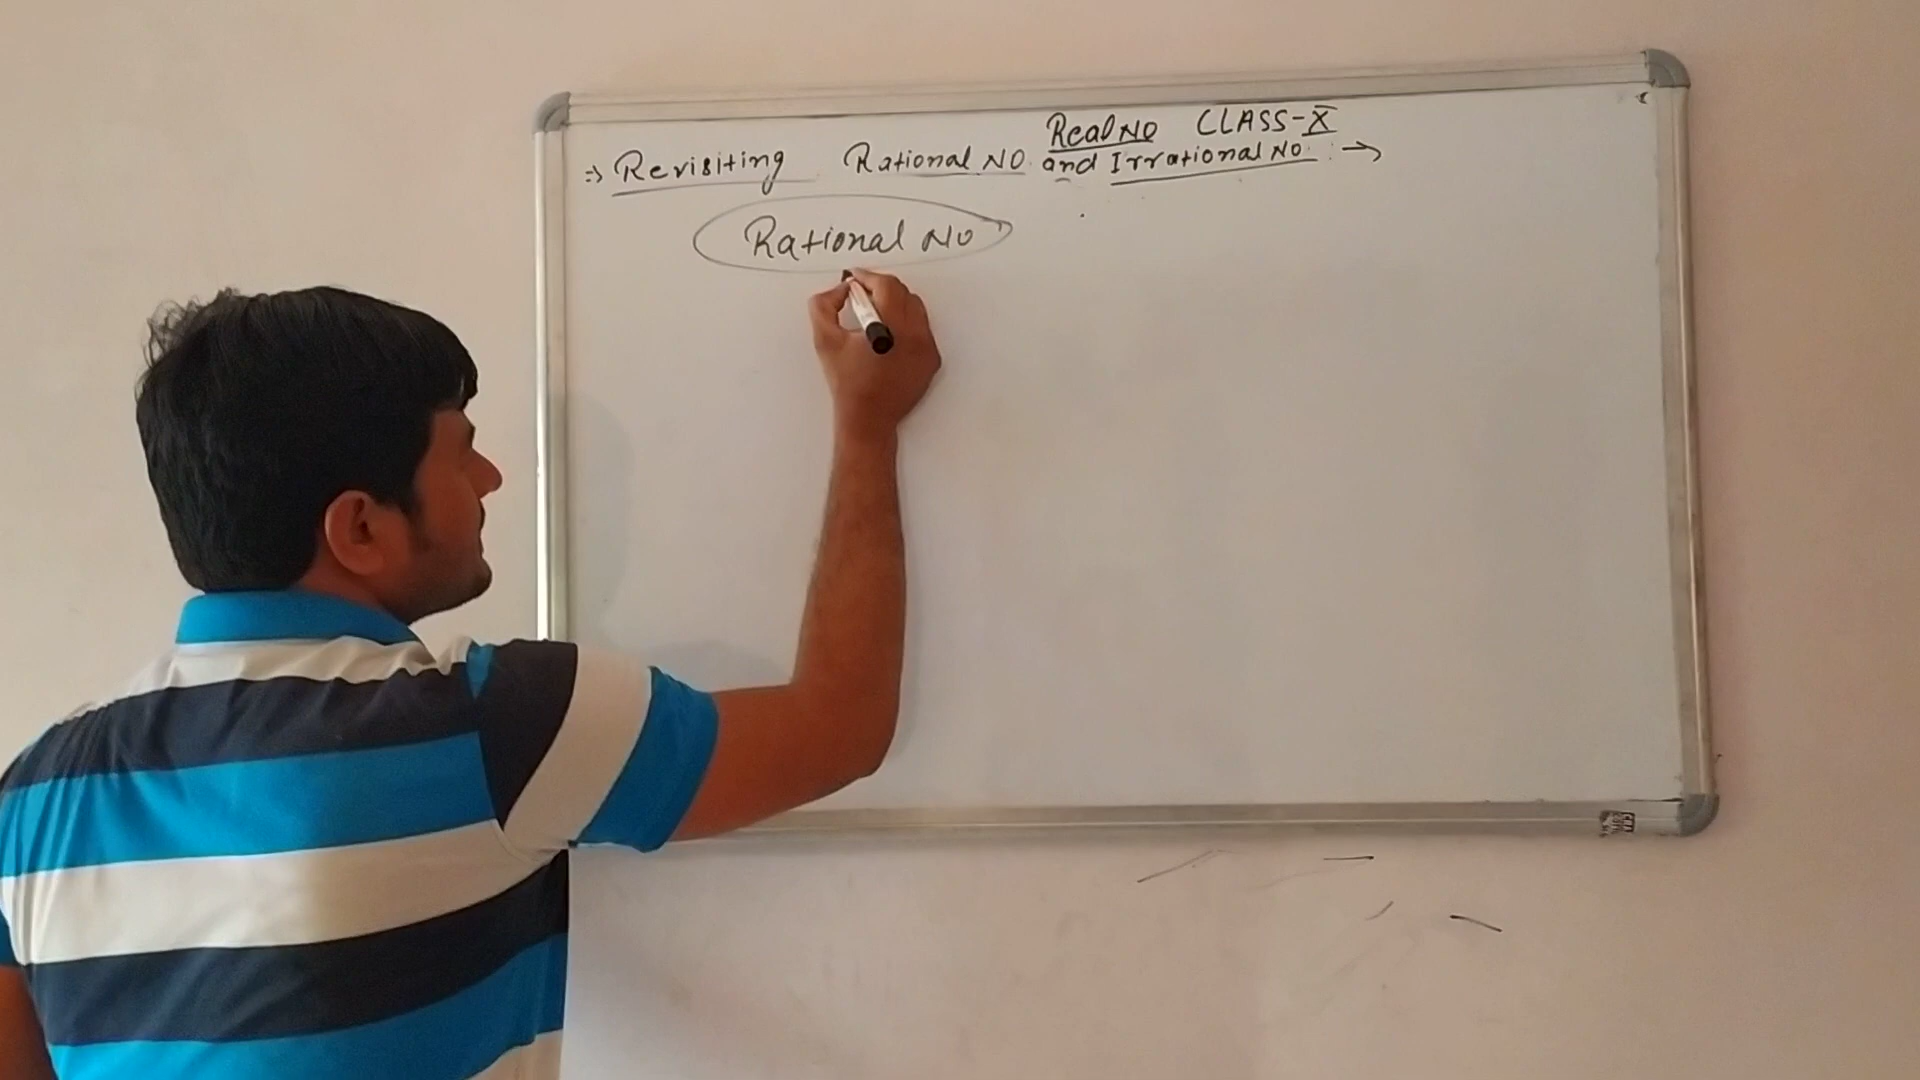 Real NO CLASS-X
⇒ Revisiting Rational NO. and Irrational No. : →
Rational NO